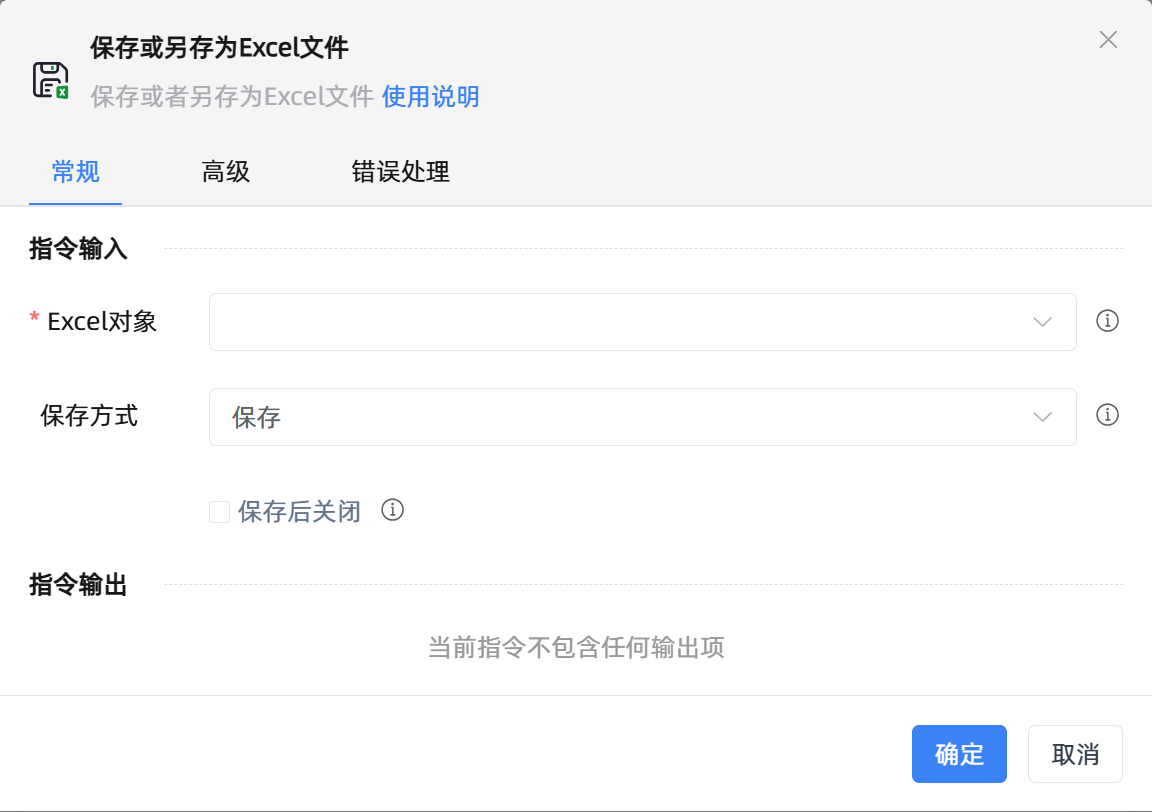 保存或另存为Excel文件
保存或者另存为Excel文件 使用说明
常规 高级 错误处理
指令输入
* Excel对象
保存方式 保存
保存后关闭
指令输出
当前指令不包含任何输出项
确定 取消